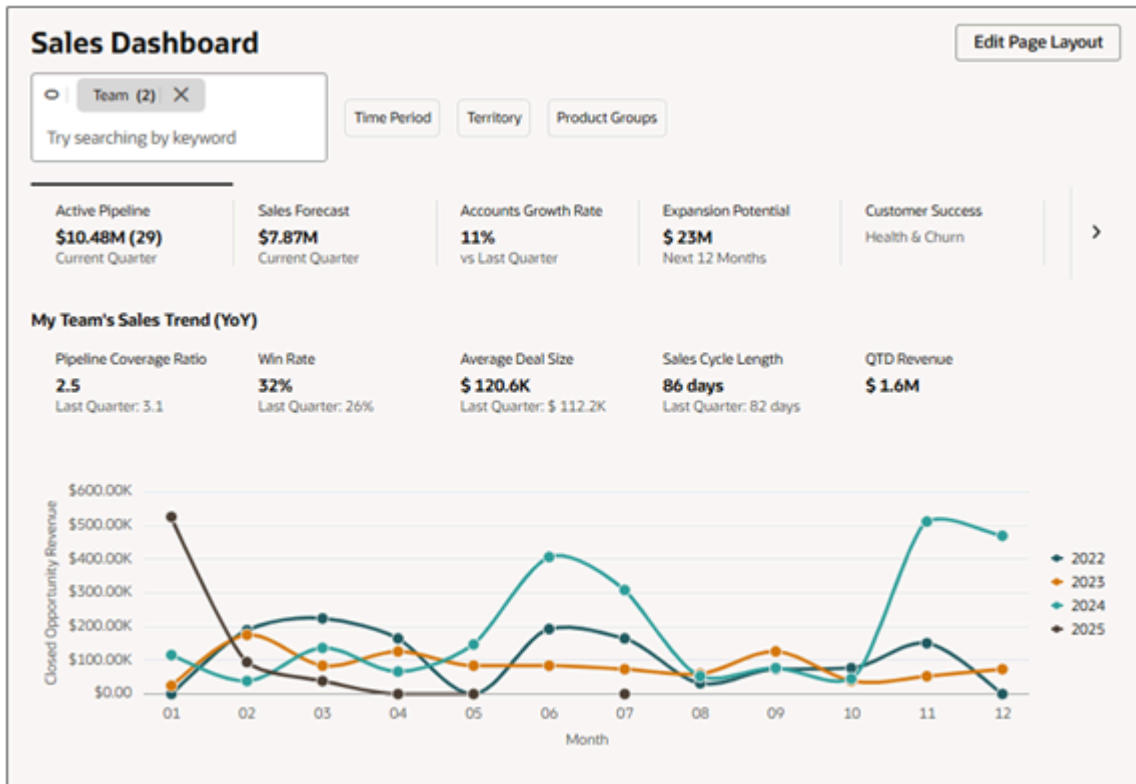 Sales Dashboard
Edit Page Layout
Team (2)
Try searching by keyword
Time Period
Territory
Product Groups
Active Pipeline
$10.48M (29)
Current Quarter
Sales Forecast
$7.87M
Current Quarter
Accounts Growth Rate
11%
vs Last Quarter
Expansion Potential
$ 23M
Next 12 Months
Customer Success
Health & Churn
My Team's Sales Trend (YoY)
Pipeline Coverage Ratio
2.5
Last Quarter: 3.1
Win Rate
32%
Last Quarter: 26%
Average Deal Size
$ 120.6K
Last Quarter: $ 112.2K
Sales Cycle Length
86 days
Last Quarter: 82 days
QTD Revenue
$ 1.6M
Closed Opportunity Revenue
$600.00K
$500.00K
$400.00K
$300.00K
$200.00K
$100.00K
$0.00
01 02 03 04 05 06 07 08 09 10 11 12
Month
2022
2023
2024
2025